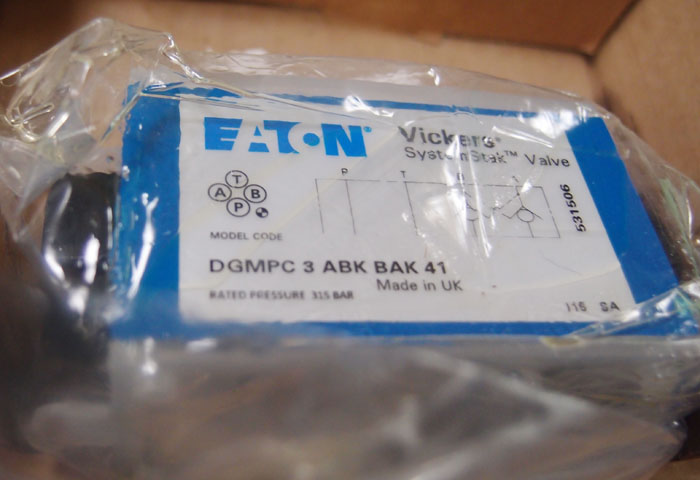 EATON Vickers®
SystemStak™ Valve
P T
T
A B
P
531506
MODEL CODE
DGMPC 3 ABK BAK 41
Made in UK
RATED PRESSURE 315 BAR
SA